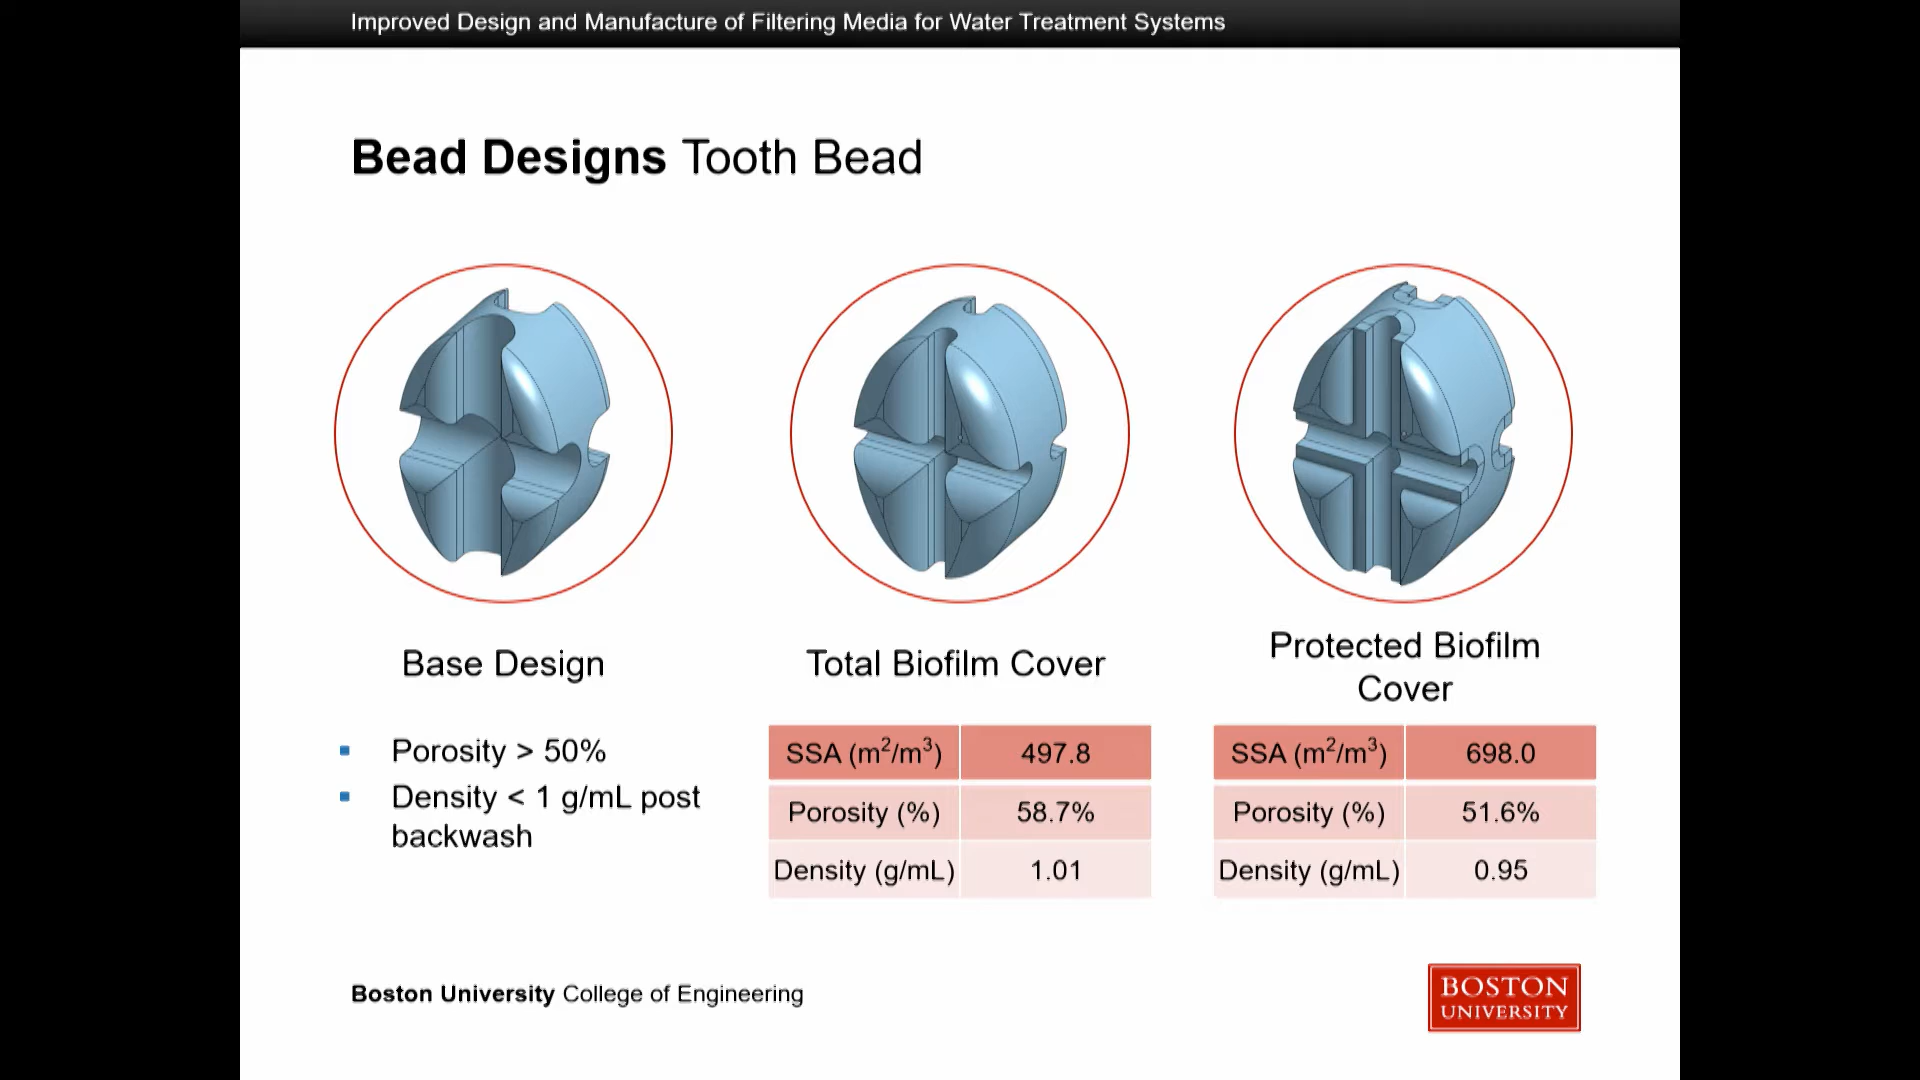 Improved Design and Manufacture of Filtering Media for Water Treatment Systems
Bead Designs Tooth Bead
Base Design
▪ Porosity > 50%
▪ Density < 1 g/mL post
backwash
Total Biofilm Cover
SSA (m²/m³) 497.8
Porosity (%) 58.7%
Density (g/mL) 1.01
Protected Biofilm
Cover
SSA (m²/m³) 698.0
Porosity (%) 51.6%
Density (g/mL) 0.95
Boston University College of Engineering
BOSTON
UNIVERSITY